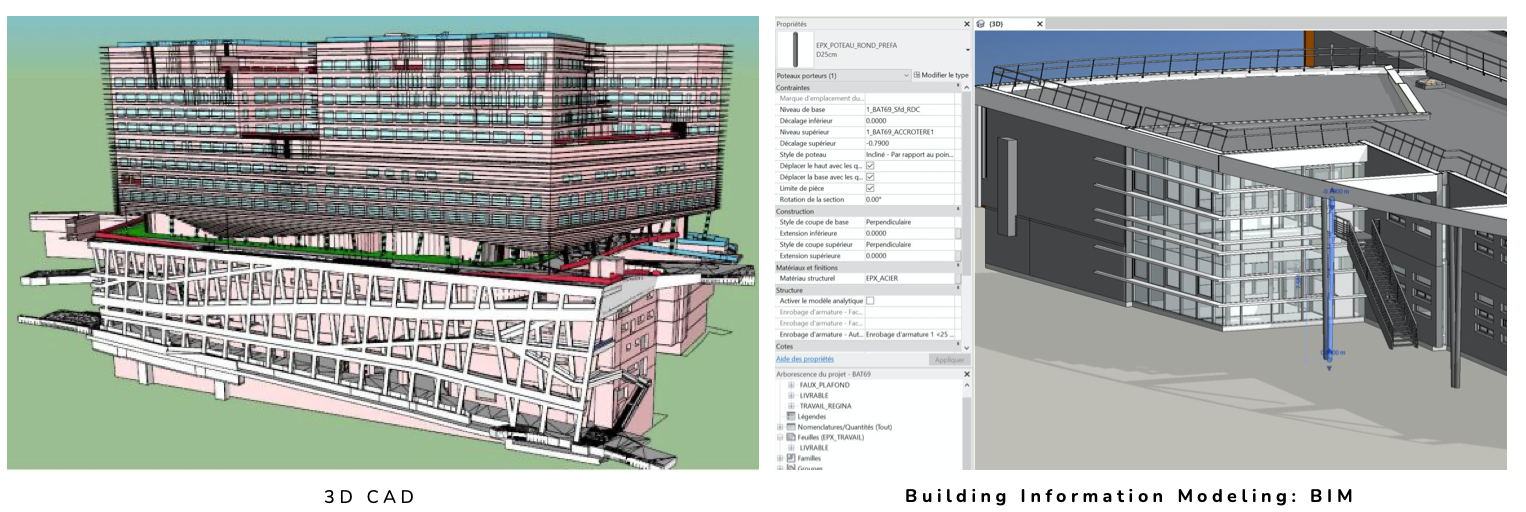 Propriétés
EPX_POTEAU_ROND_PREFA
D25cm
Poteaux porteurs (1)
Modifier le type
Contraintes
Marque d'emplacement du...
Niveau de base 1_BAT69_Sfd_RDC
Décalage inférieur 0.0000
Niveau supérieur 1_BAT69_ACCROTERE1
Décalage supérieur -0.7900
Style de poteau Incliné - Par rapport au poin...
Déplacer le haut avec les q...
Déplacer la base avec les q...
Limite de pièce
Rotation de la section 0.00°
Construction
Style de coupe de base Perpendiculaire
Extension inférieure 0.0000
Style de coupe supérieur Perpendiculaire
Extension supérieure 0.0000
Matériaux et finitions
Matériau structurel EPX_ACIER
Structure
Activer le modèle analytique
Enrobage d'armature - Fac...
Enrobage d'armature - Fac...
Enrobage d'armature - Aut... Enrobage d'armature 1 <25 ...
Cotes
Aide des propriétés Appliquer
Arborescence du projet - BAT69
FAUX_PLAFOND
LIVRABLE
TRAVAIL_REGINA
Légendes
Nomenclatures/Quantités (Tout)
Feuilles (EPX_TRAVAIL)
LIVRABLE
Familles
Groupes
{3D}
3D CAD
Building Information Modeling: BIM